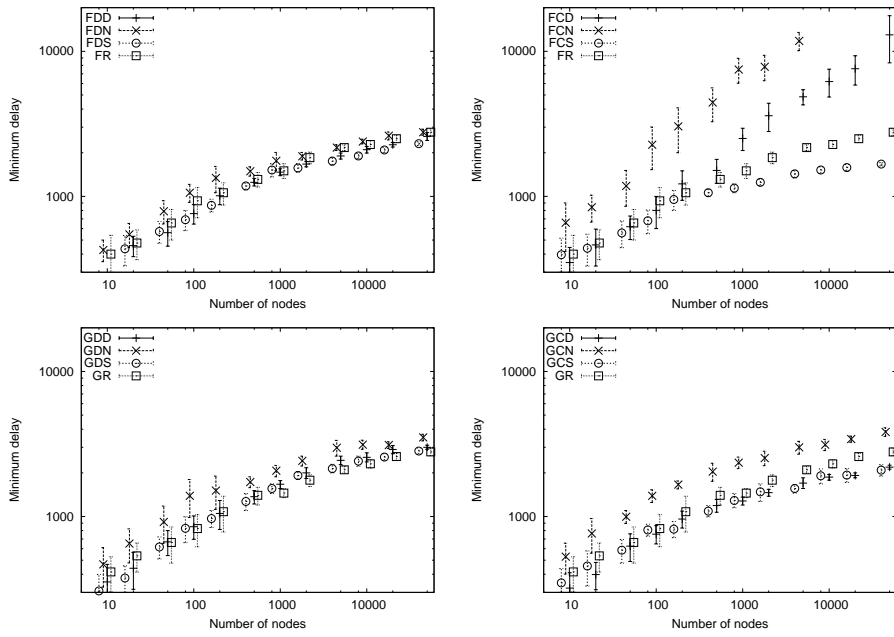 10000
1000
10
100
1000
10000
Minimum delay
Number of nodes
FDD
FDN
FDS
FR
10000
1000
10
100
1000
10000
Minimum delay
Number of nodes
FCD
FCN
FCS
FR
10000
1000
10
100
1000
10000
Minimum delay
Number of nodes
GDD
GDN
GDS
GR
10000
1000
10
100
1000
10000
Minimum delay
Number of nodes
GCD
GCN
GCS
GR